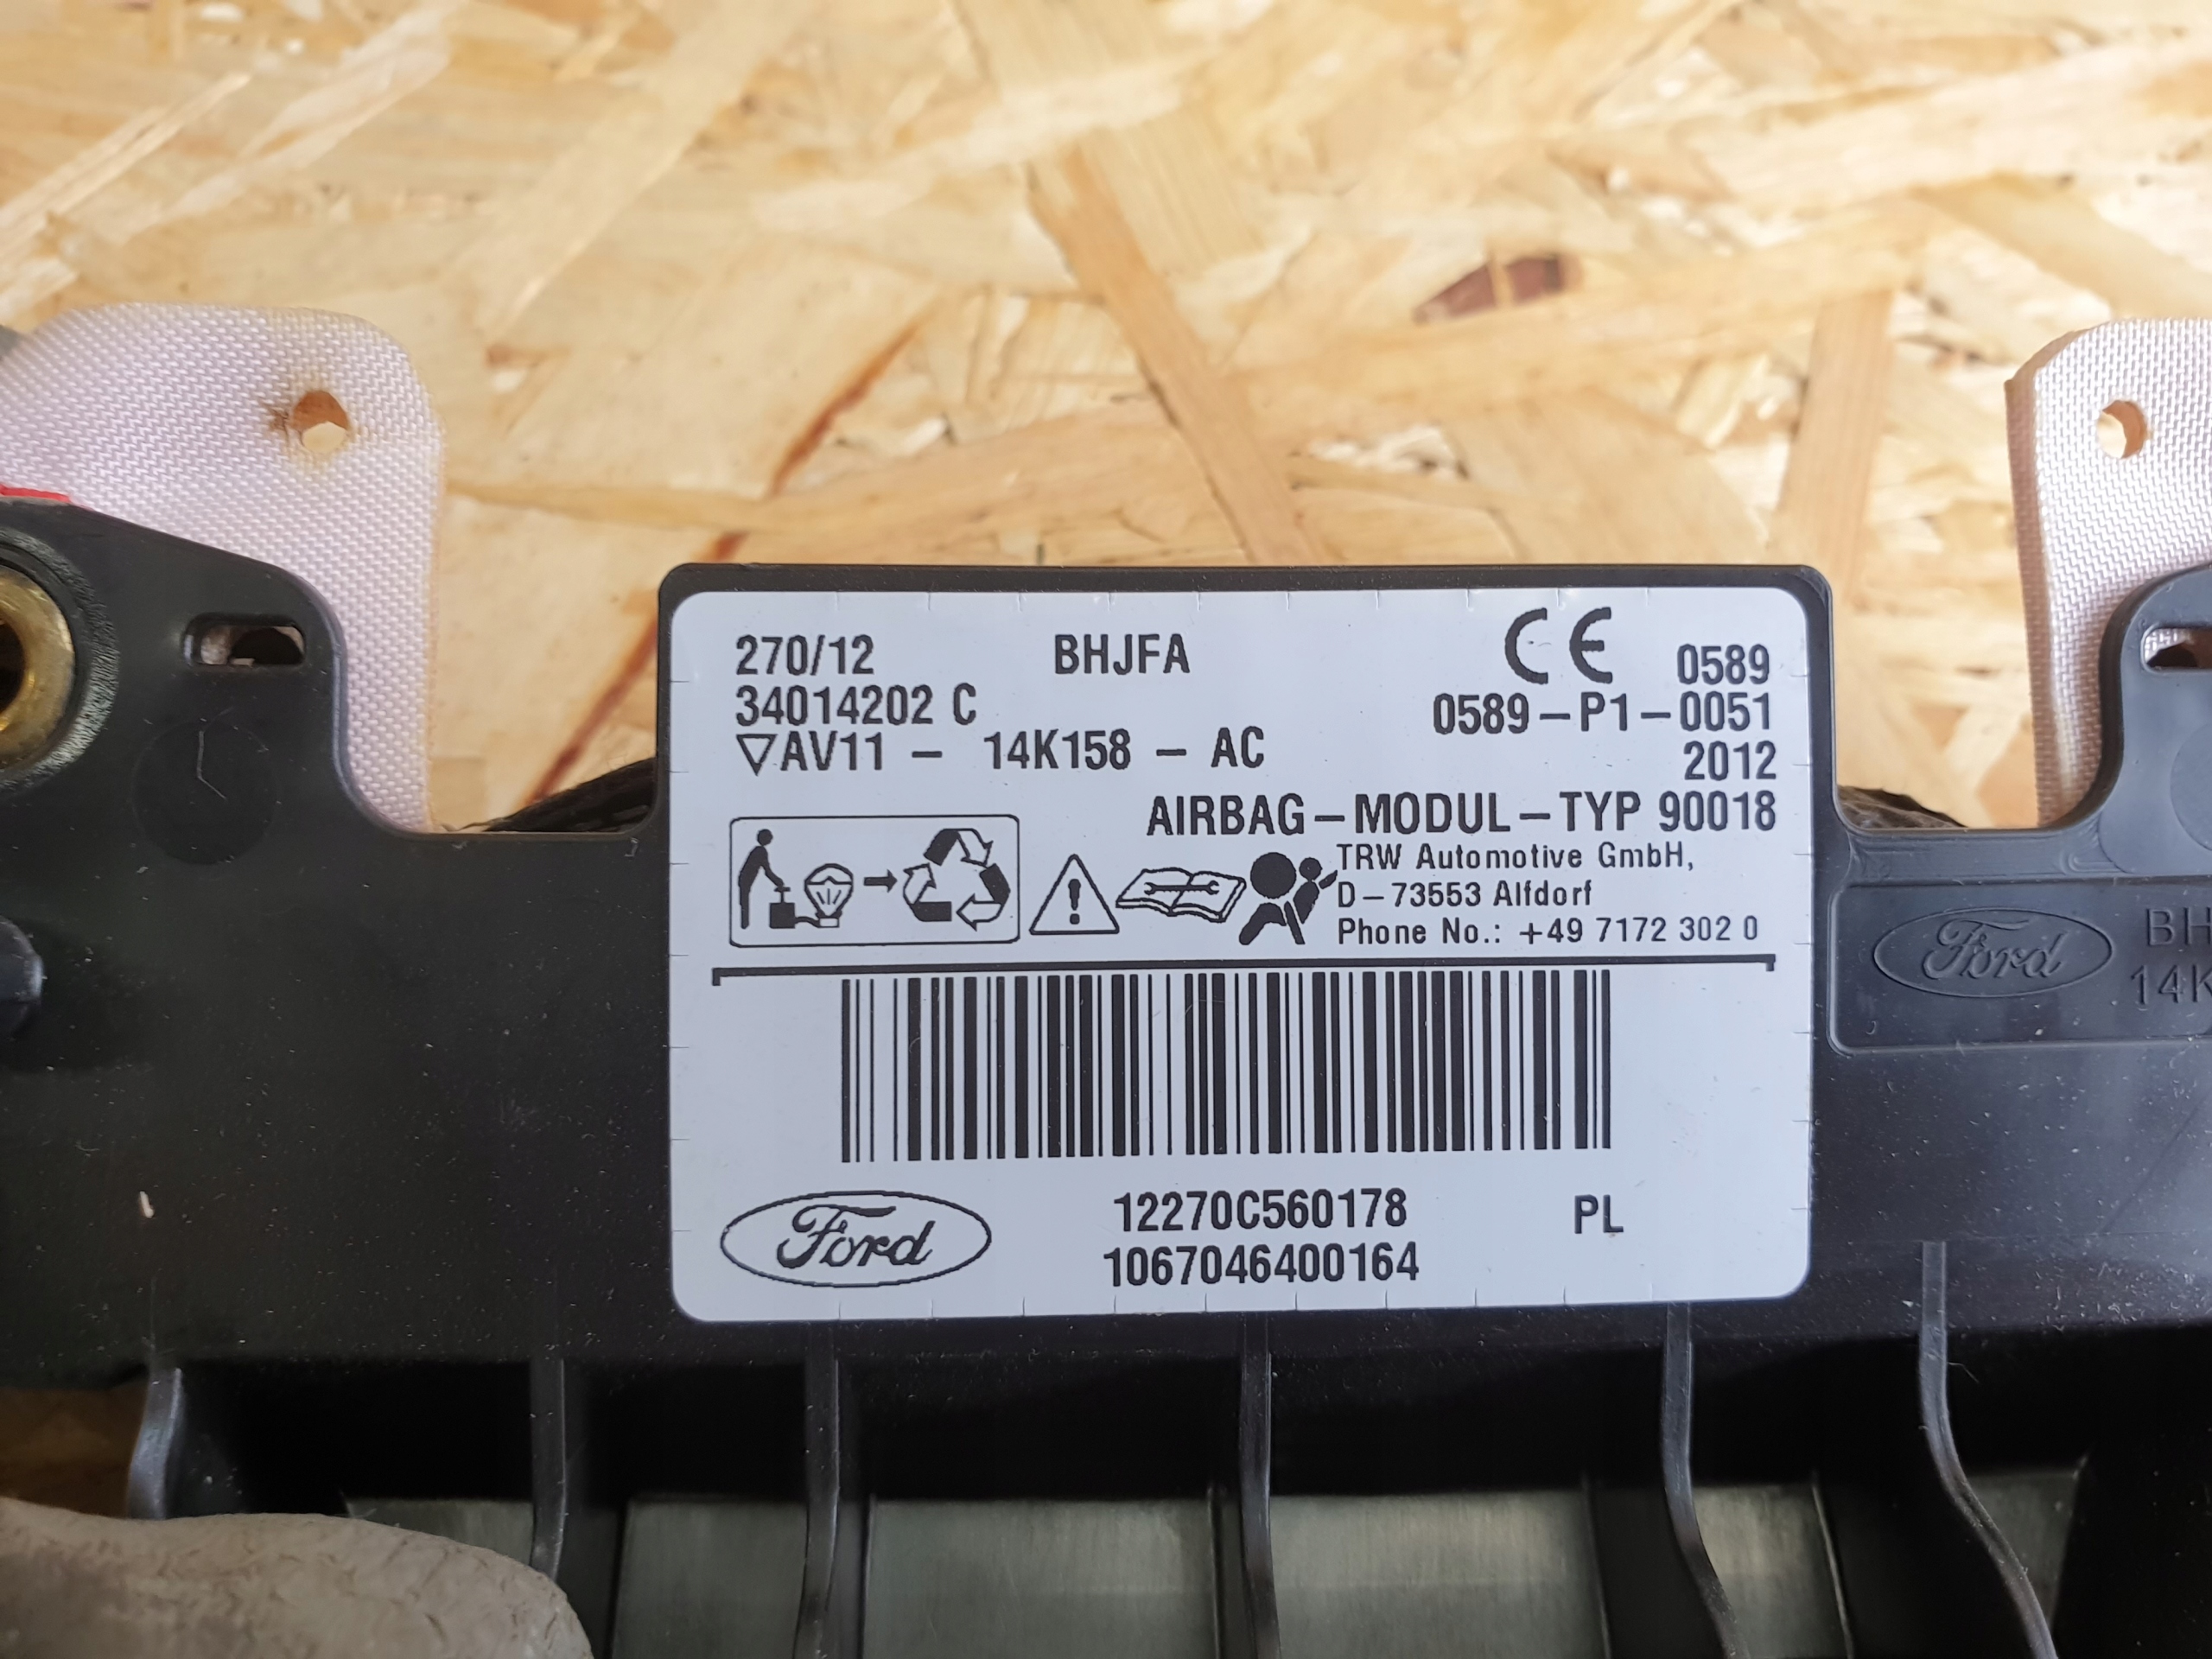 270/12 BHJFA CE 0589
34014202 C 0589-P1-0051
▽AV11 - 14K158 - AC 2012
AIRBAG-MODUL-TYP 90018
TRW Automotive GmbH,
D-73553 Alfdorf
Phone No.: +49 7172 302 0
Ford
12270C560178 PL
1067046400164
Ford BH
14K